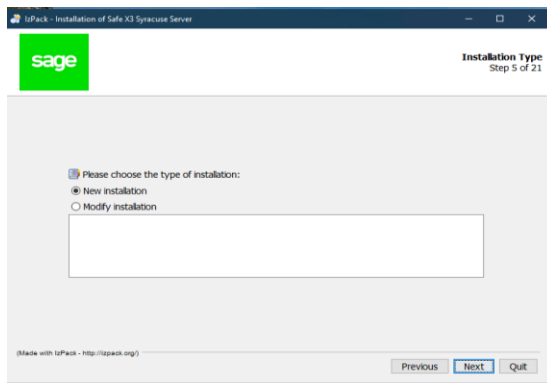 IzPack - Installation of Safe X3 Syracuse Server
sage
Installation Type
Step 5 of 21
Please choose the type of installation:
New installation
Modify installation
(Made with IzPack - http://izpack.org/)
Previous
Next
Quit